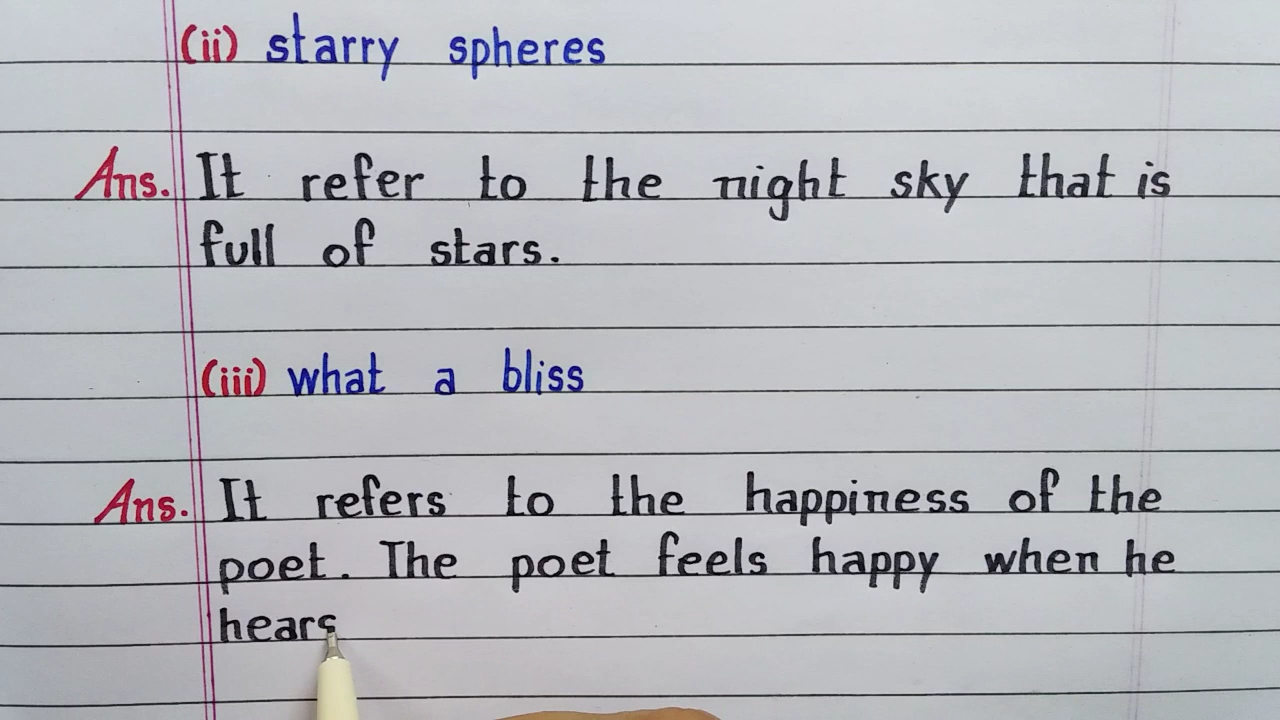 (ii) starry spheres
Ans. It refer to the night sky that is
full of stars.
(iii) what a bliss
Ans. It refers to the happiness of the
poet. The poet feels happy when he
hears